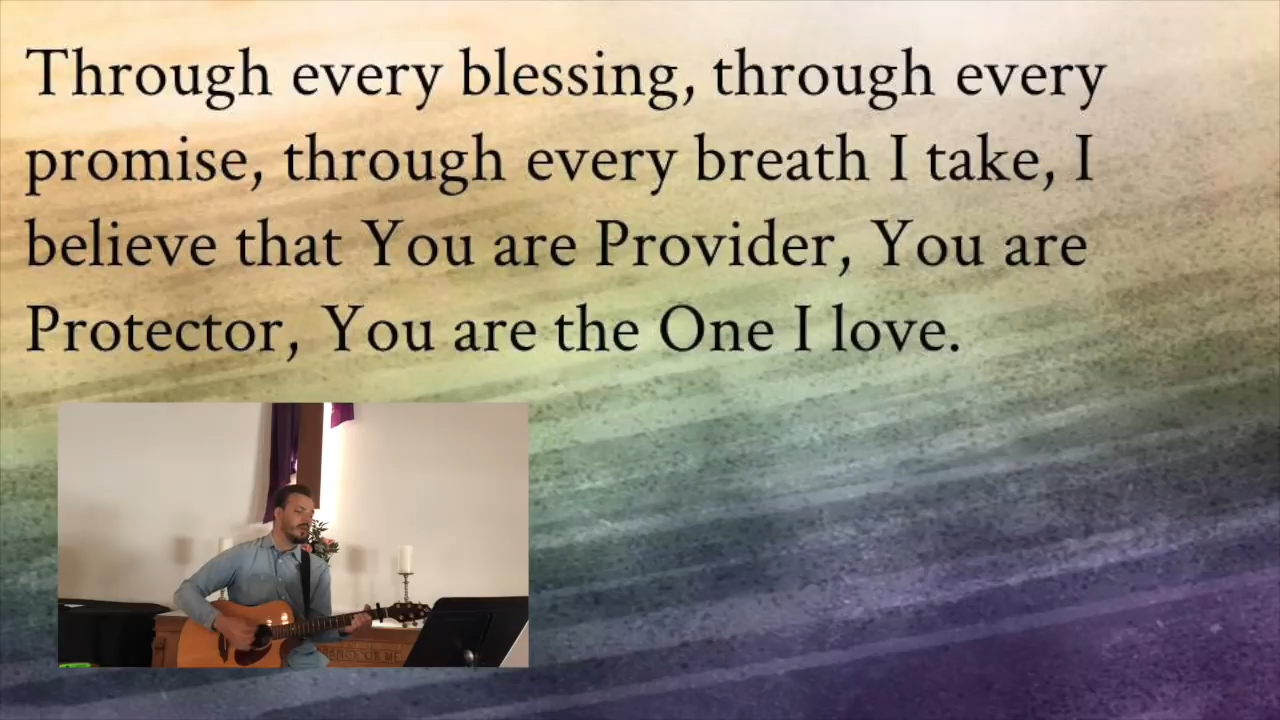 Through every blessing, through every
promise, through every breath I take, I
believe that You are Provider, You are
Protector, You are the One I love.